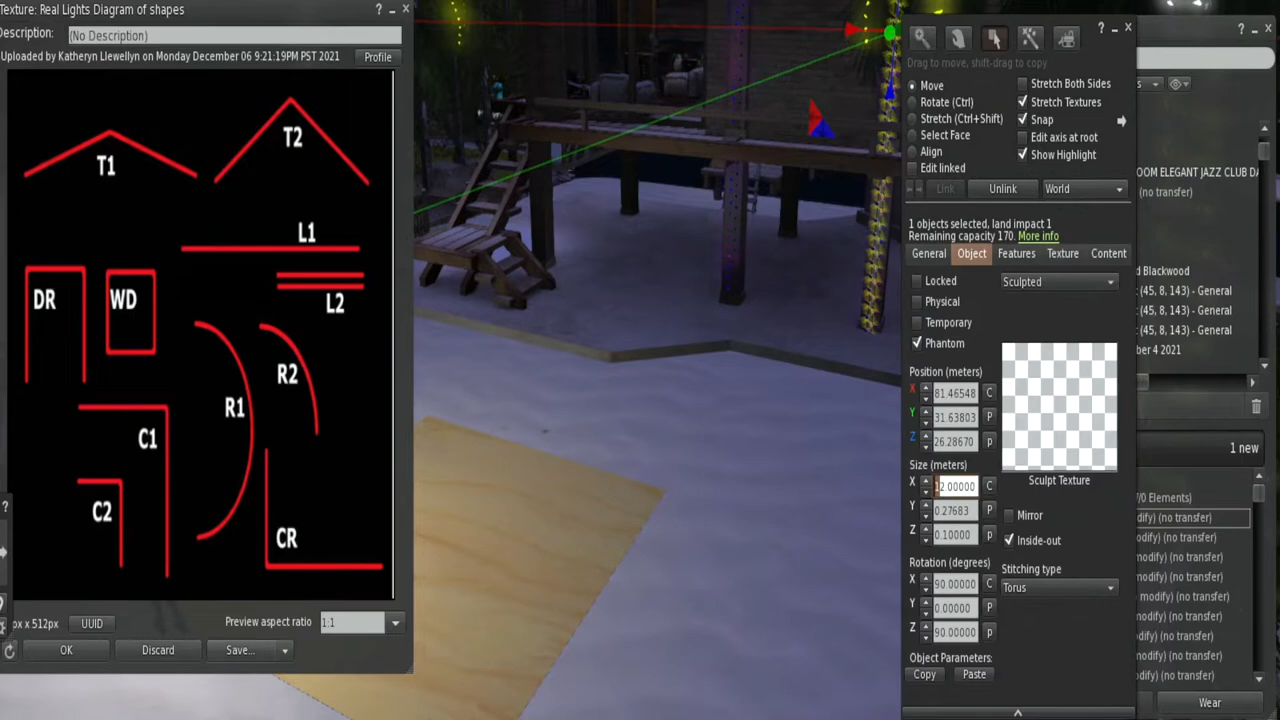 Texture: Real Lights Diagram of shapes
Description: (No Description)
Uploaded by Katheryn Llewellyn on Monday December 06 9:21:19PM PST 2021
Profile
T1
T2
L1
DR
WD
L2
R2
R1
C1
C2
CR
px x 512px
UUID
Preview aspect ratio
1:1
OK
Discard
Save...
Drag to move, shift-drag to copy
Move
Rotate (Ctrl)
Stretch (Ctrl+Shift)
Select Face
Align
Edit linked
Stretch Both Sides
Stretch Textures
Snap
Edit axis at root
Show Highlight
Link
Unlink
World
1 objects selected, land impact 1
Remaining capacity 170. More info
General
Object
Features
Texture
Content
Locked
Physical
Temporary
Phantom
Sculpted
Position (meters)
X 81.46548 C
Y 31.63803 P
Z 26.28670 p
Size (meters)
X 2.00000 C
Y 0.27683 P
Z 0.10000 p
Sculpt Texture
Mirror
Inside-out
Rotation (degrees)
X 90.00000 C
Y 0.00000 P
Z 90.00000 p
Stitching type
Torus
Object Parameters:
Copy
Paste
OOM ELEGANT JAZZ CLUB DA
(no transfer)
d Blackwood
(45, 8, 143) - General
(45, 8, 143) - General
(45, 8, 143) - General
ber 4 2021
1 new
/0 Elements)
dify) (no transfer)
odify) (no transfer)
modify) (no transfer)
modify) (no transfer)
modify) (no transfer)
modify) (no transfer)
modify) (no transfer)
modify) (no transfer)
modify) (no transfer)
Wear